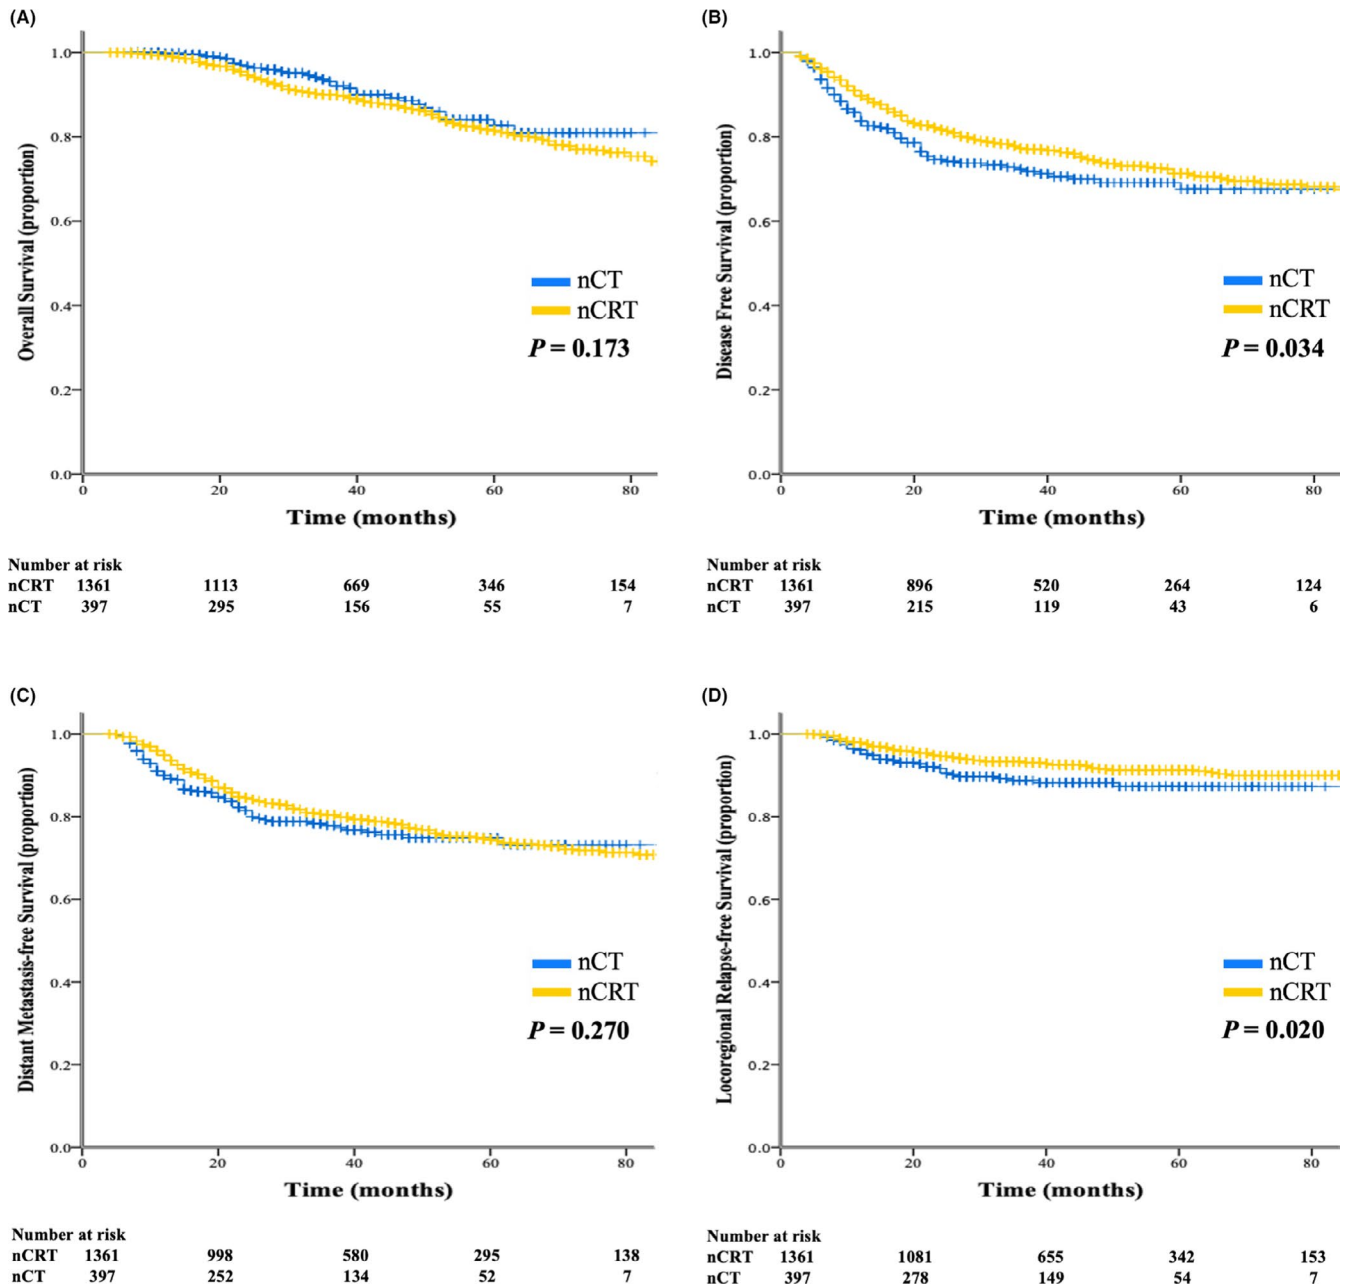 (A)
Overall Survival (proportion)
1.0
0.8
0.6
0.4
0.2
0.0
nCT
nCRT
P = 0.173
0 20 40 60 80
Time (months)
Number at risk
nCRT 1361 1113 669 346 154
nCT 397 295 156 55 7
(B)
Disease Free Survival (proportion)
1.0
0.8
0.6
0.4
0.2
0.0
nCT
nCRT
P = 0.034
0 20 40 60 80
Time (months)
Number at risk
nCRT 1361 896 520 264 124
nCT 397 215 119 43 6
(C)
Distant Metastasis-free Survival (proportion)
1.0
0.8
0.6
0.4
0.2
0.0
nCT
nCRT
P = 0.270
0 20 40 60 80
Time (months)
Number at risk
nCRT 1361 998 580 295 138
nCT 397 252 134 52 7
(D)
Locoregional Relapse-free Survival (proportion)
1.0
0.8
0.6
0.4
0.2
0.0
nCT
nCRT
P = 0.020
0 20 40 60 80
Time (months)
Number at risk
nCRT 1361 1081 655 342 153
nCT 397 278 149 54 7